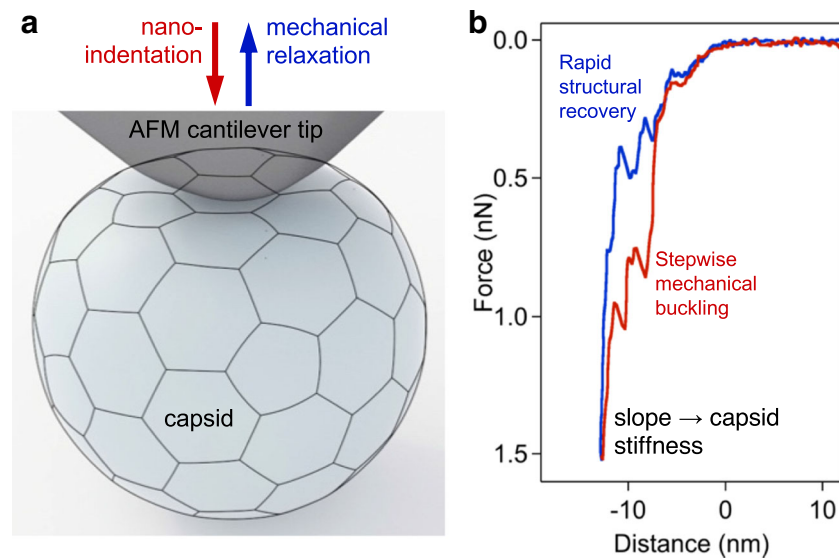 a
nano-
indentation
mechanical
relaxation
AFM cantilever tip
capsid
b
0.0
0.5
1.0
1.5
Force (nN)
Rapid
structural
recovery
Stepwise
mechanical
buckling
slope → capsid
stiffness
-10
0
10
Distance (nm)